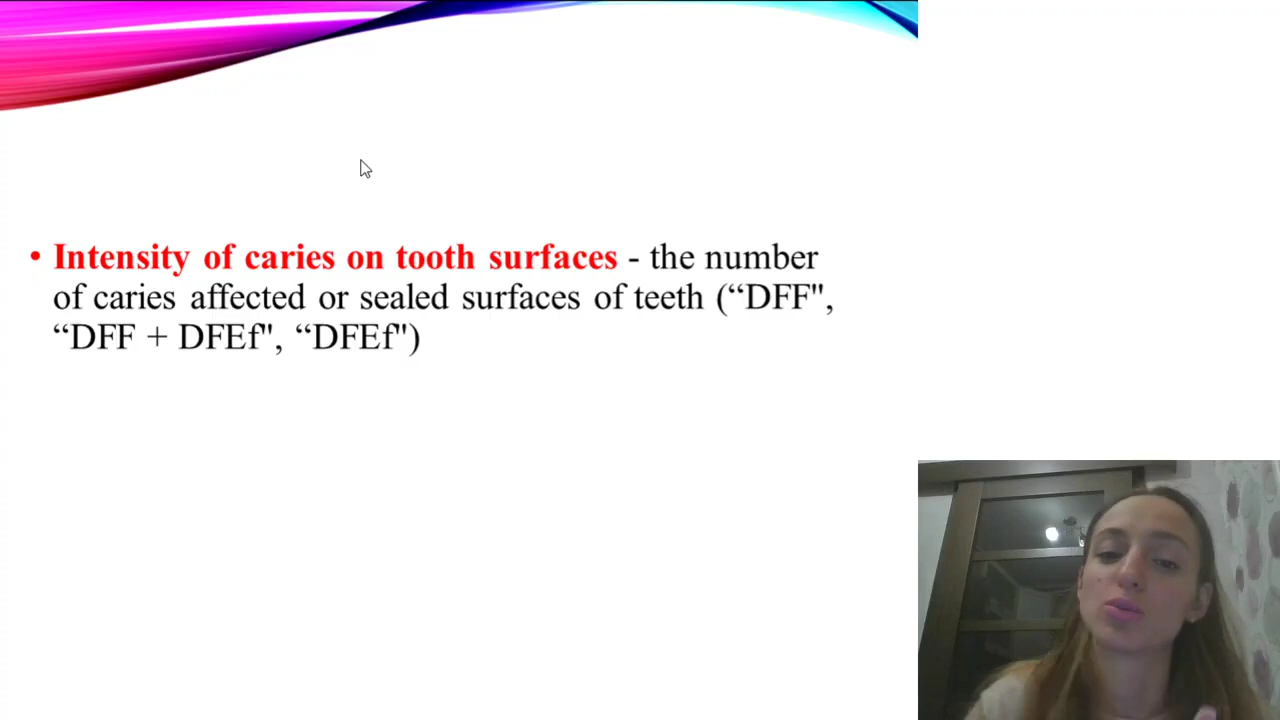 • Intensity of caries on tooth surfaces - the number
of caries affected or sealed surfaces of teeth (“DFF",
“DFF + DFEf", “DFEf")